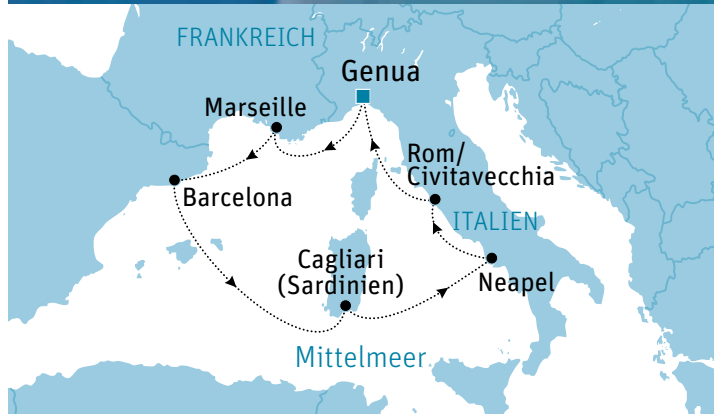 FRANKREICH
Genua
Marseille
Rom/
Civitavecchia
Barcelona
ITALIEN
Cagliari
(Sardinien)
Neapel
Mittelmeer